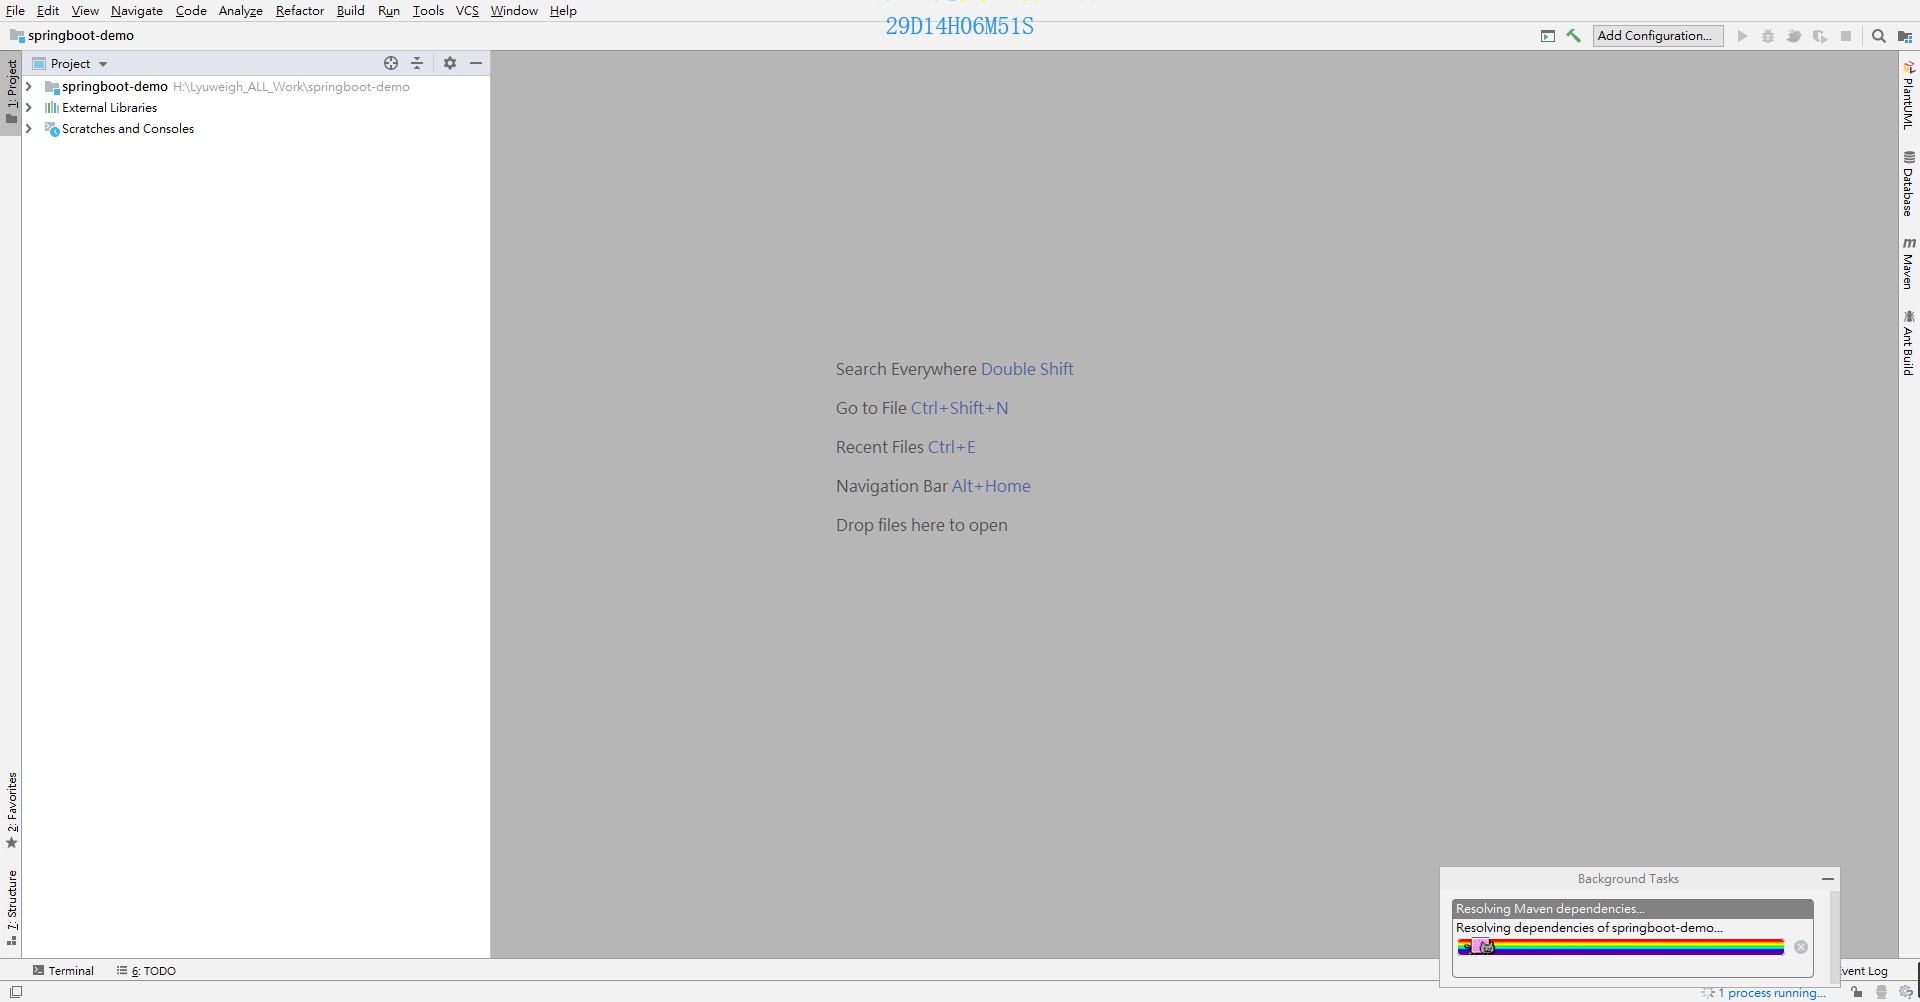 File Edit View Navigate Code Analyze Refactor Build Run Tools VCS Window Help
29D14H06M51S
springboot-demo
Add Configuration...
1: Project
Project
springboot-demo H:\Lyuweigh_ALL_Work\springboot-demo
External Libraries
Scratches and Consoles
Search Everywhere Double Shift
Go to File Ctrl+Shift+N
Recent Files Ctrl+E
Navigation Bar Alt+Home
Drop files here to open
PlantUML
Database
m Maven
Ant Build
2: Favorites
7: Structure
Background Tasks
Resolving Maven dependencies...
Resolving dependencies of springboot-demo...
Terminal
6: TODO
vent Log
1 process running...